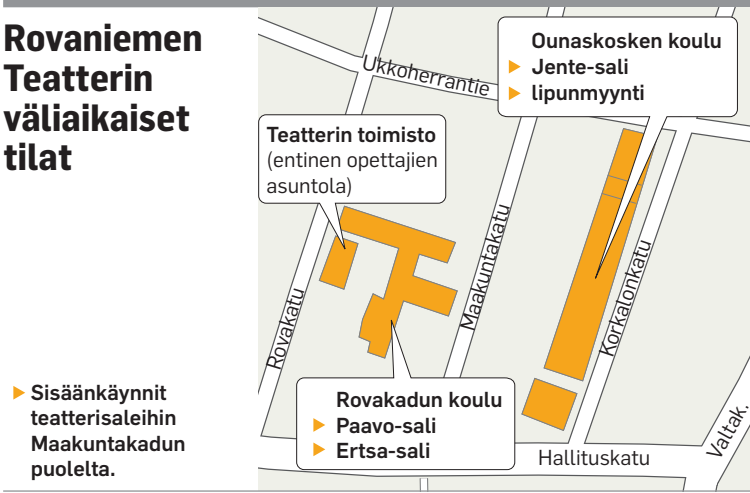 Rovaniemen
Teatterin
väliaikaiset
tilat
Ounaskosken koulu
Jente-sali
lipunmyynti
Ukkoherrantie
Teatterin toimisto
(entinen opettajien
asuntola)
Rovakatu
Maakuntakatu
Korkalonkatu
Rovakadun koulu
Paavo-sali
Ertsa-sali
Hallituskatu
Valtak.
Sisäänkäynnit
teatterisaleihin
Maakuntakadun
puolelta.